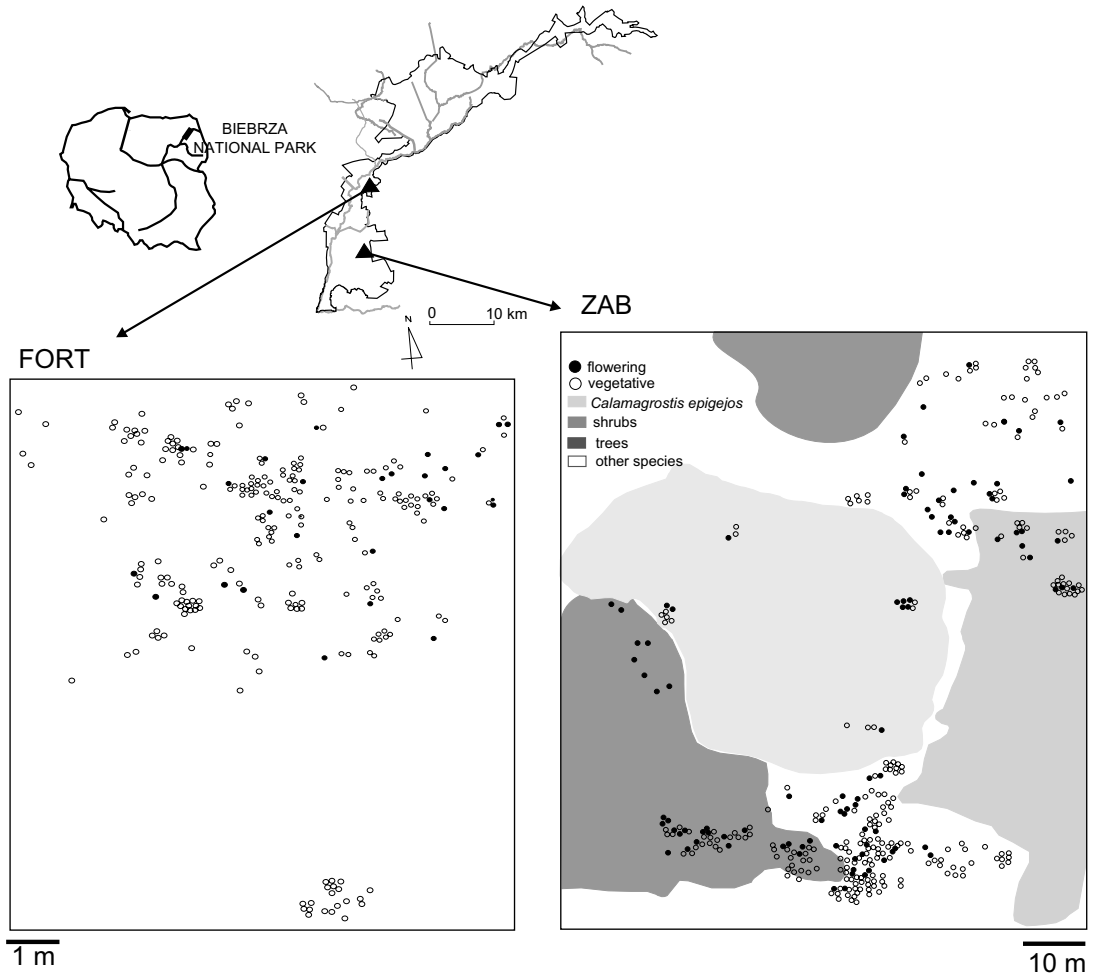 BIEBRZA
NATIONAL PARK
0 10 km
N
ZAB
FORT
flowering
vegetative
Calamagrostis epigejos
shrubs
trees
other species
1 m
10 m